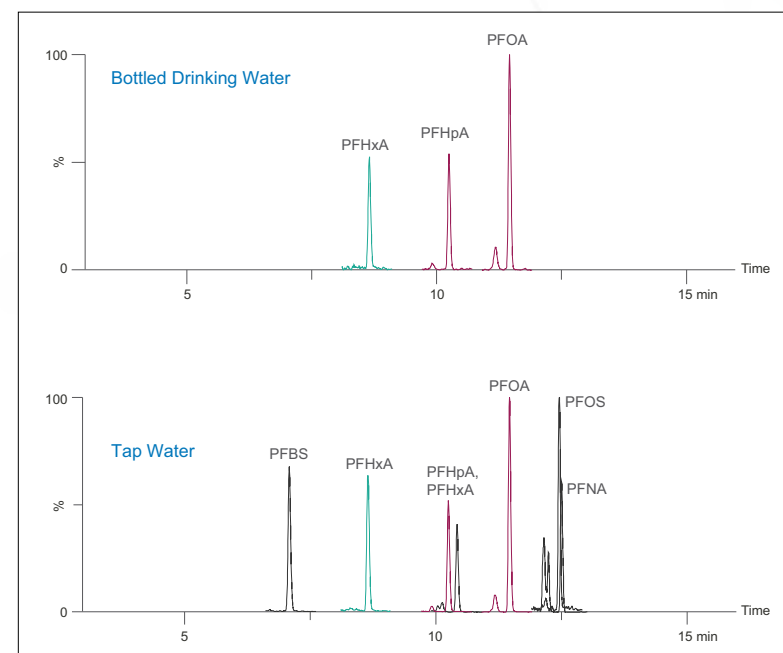 PFOA
100
Bottled Drinking Water
PFHpA
PFHxA
%
0
Time
5
10
15 min
100
PFOA
PFOS
Tap Water
PFBS
PFHxA
PFHpA,
PFHxA
PFNA
%
0
Time
5
10
15 min